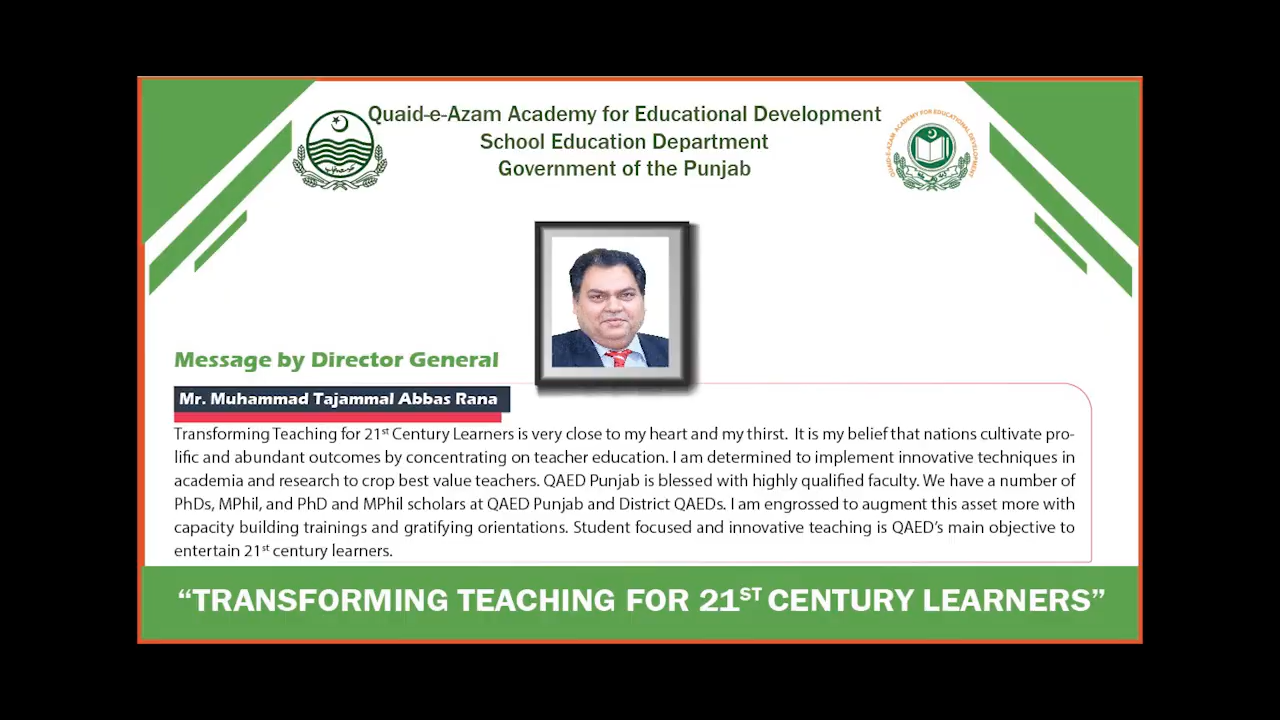 Quaid-e-Azam Academy for Educational Development
School Education Department
Government of the Punjab
QUAID-E-AZAM ACADEMY FOR EDUCATIONAL DEVELOPMENT
Message by Director General
Mr. Muhammad Tajammal Abbas Rana
Transforming Teaching for 21st Century Learners is very close to my heart and my thirst. It is my belief that nations cultivate pro-
lific and abundant outcomes by concentrating on teacher education. I am determined to implement innovative techniques in
academia and research to crop best value teachers. QAED Punjab is blessed with highly qualified faculty. We have a number of
PhDs, MPhil, and PhD and MPhil scholars at QAED Punjab and District QAEDs. I am engrossed to augment this asset more with
capacity building trainings and gratifying orientations. Student focused and innovative teaching is QAED’s main objective to
entertain 21st century learners.
“TRANSFORMING TEACHING FOR 21ST CENTURY LEARNERS”